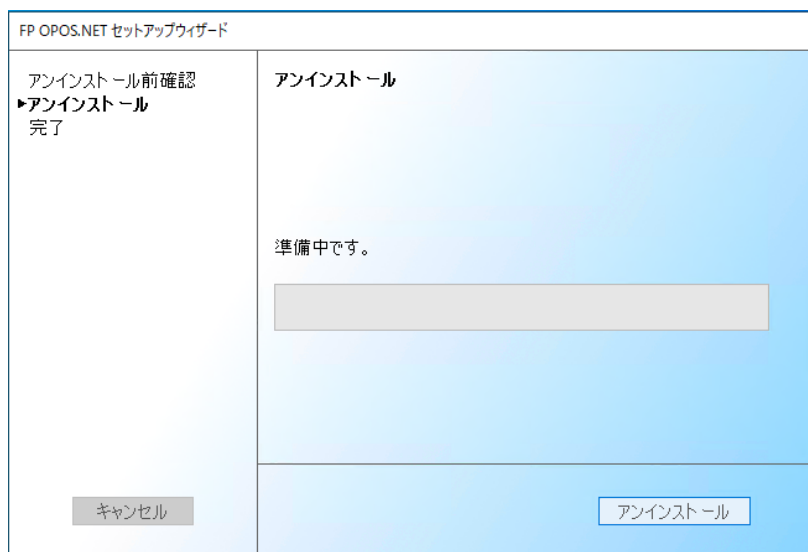 FP OPOS.NET セットアップウィザード
アンインストール前確認
▶アンインストール
完了
アンインストール
準備中です。
キャンセル
アンインストール